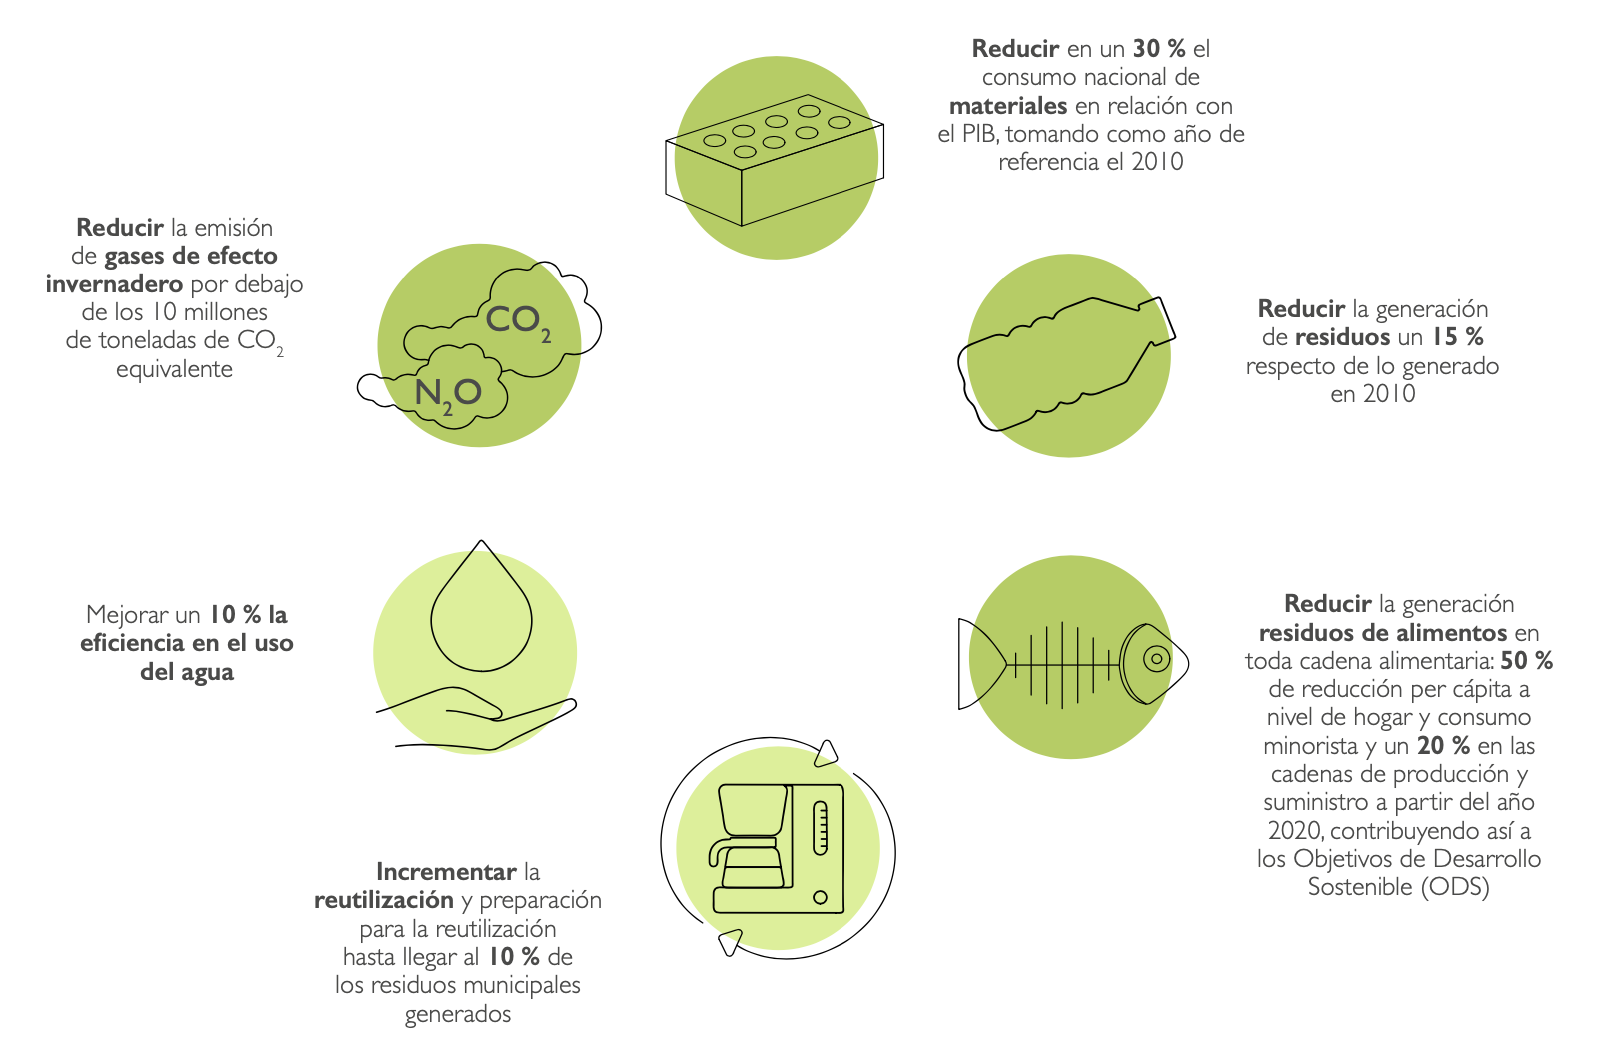 Reducir en un 30 % el
consumo nacional de
materiales en relación con
el PIB, tomando como año de
referencia el 2010
Reducir la generación
de residuos un 15 %
respecto de lo generado
en 2010
Reducir la generación
residuos de alimentos en
toda cadena alimentaria: 50 %
de reducción per cápita a
nivel de hogar y consumo
minorista y un 20 % en las
cadenas de producción y
suministro a partir del año
2020, contribuyendo así a
los Objetivos de Desarrollo
Sostenible (ODS)
Incrementar la
reutilización y preparación
para la reutilización
hasta llegar al 10 % de
los residuos municipales
generados
Mejorar un 10 % la
eficiencia en el uso
del agua
Reducir la emisión
de gases de efecto
invernadero por debajo
de los 10 millones
de toneladas de CO2
equivalente
CO2
N2O